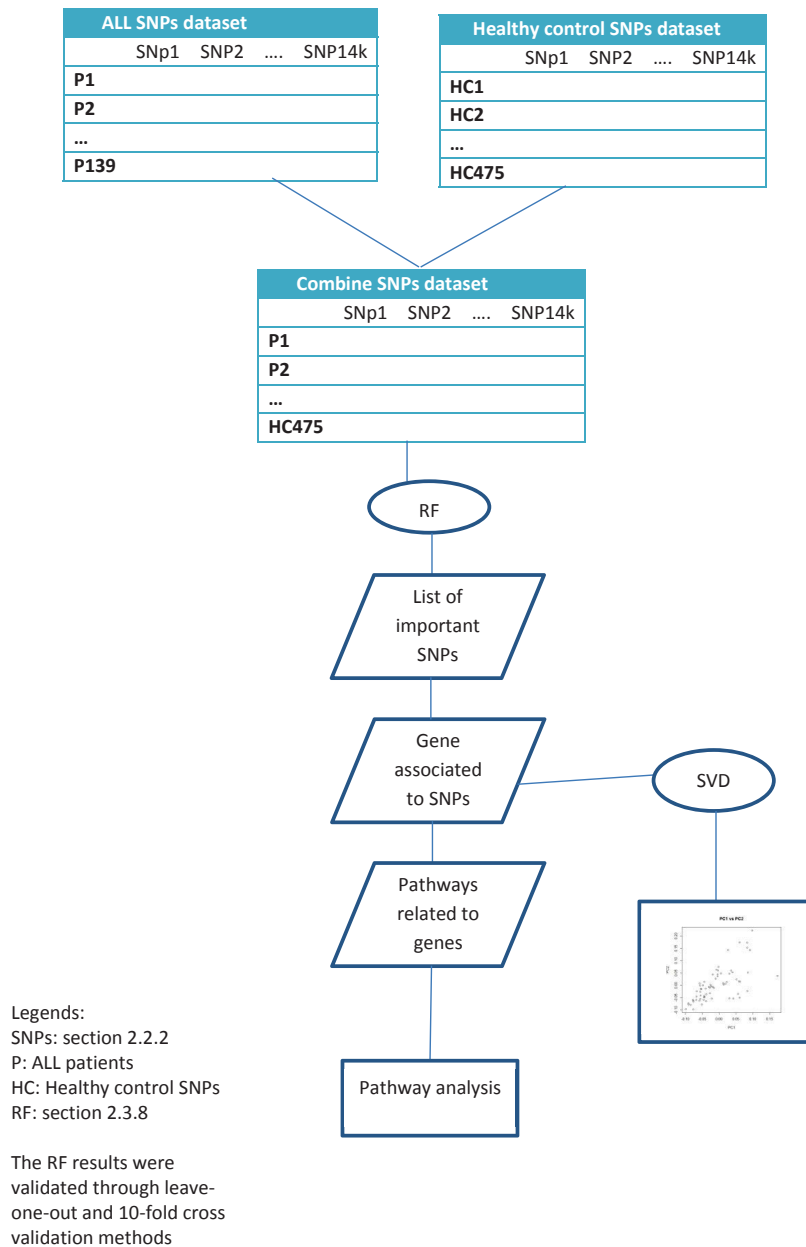 ALL SNPs dataset
SNp1 SNP2 .... SNP14k
P1
P2
...
P139
Healthy control SNPs dataset
SNp1 SNP2 .... SNP14k
HC1
HC2
...
HC475
Combine SNPs dataset
SNp1 SNP2 .... SNP14k
P1
P2
...
HC475
RF
List of
important
SNPs
Gene
associated
to SNPs
SVD
Pathways
related to
genes
PC1 vs PC2
PC2
PC1
Pathway analysis
Legends:
SNPs: section 2.2.2
P: ALL patients
HC: Healthy control SNPs
RF: section 2.3.8
The RF results were
validated through leave-
one-out and 10-fold cross
validation methods